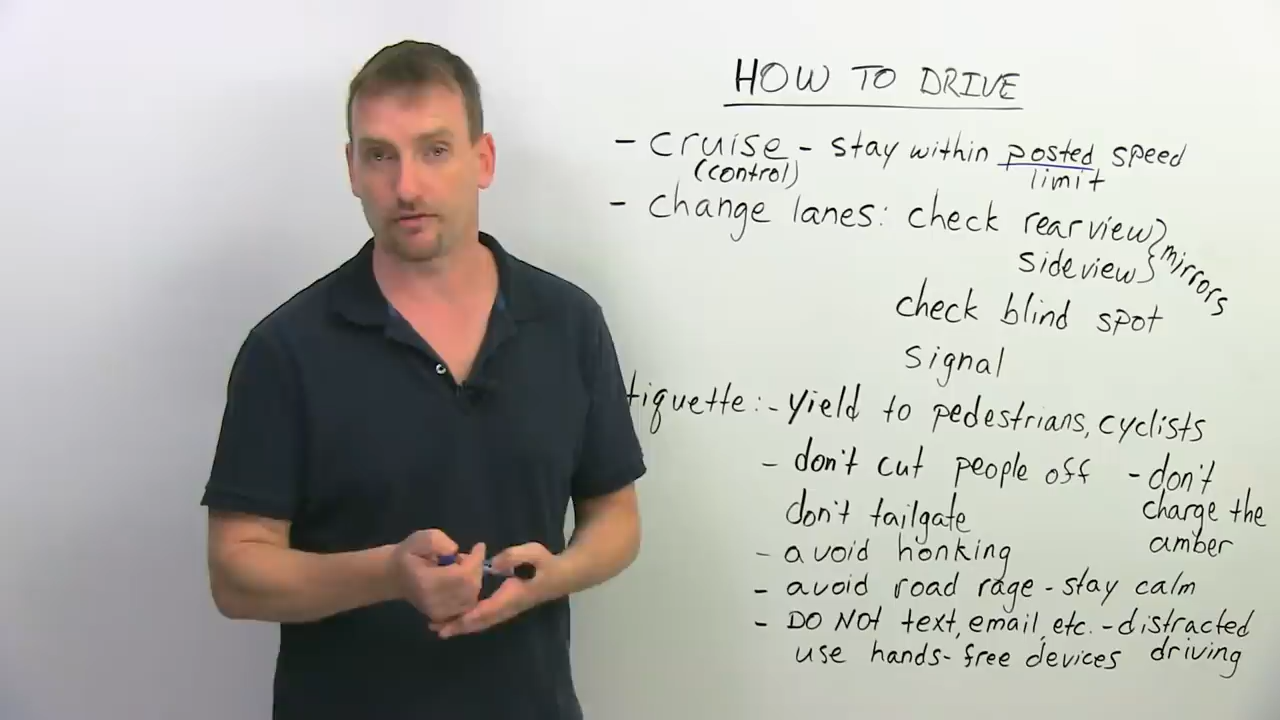 HOW TO DRIVE
- cruise - stay within posted speed
(control) limit
- change lanes: check rearview } mirrors
sideview
check blind spot
signal
tiquette: - yield to pedestrians, cyclists
- don't cut people off - don't
don't tailgate charge the
- avoid honking amber
- avoid road rage - stay calm
- DO NOT text, email, etc. - distracted
use hands-free devices driving